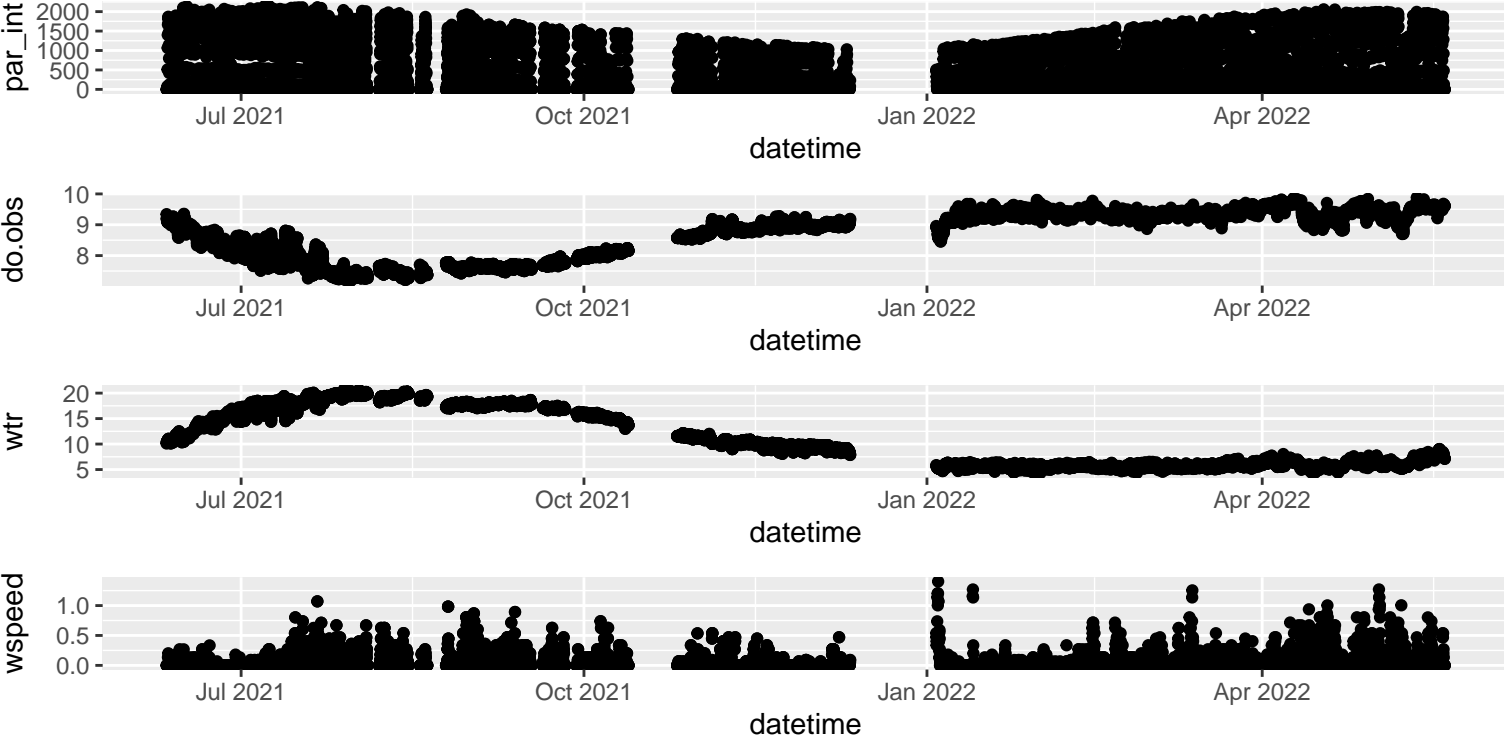 par_int
2000
1500
1000
500
0
Jul 2021 Oct 2021 Jan 2022 Apr 2022
datetime
do.obs
10
9
8
Jul 2021 Oct 2021 Jan 2022 Apr 2022
datetime
wtr
20
15
10
5
Jul 2021 Oct 2021 Jan 2022 Apr 2022
datetime
wspeed
1.0
0.5
0.0
Jul 2021 Oct 2021 Jan 2022 Apr 2022
datetime